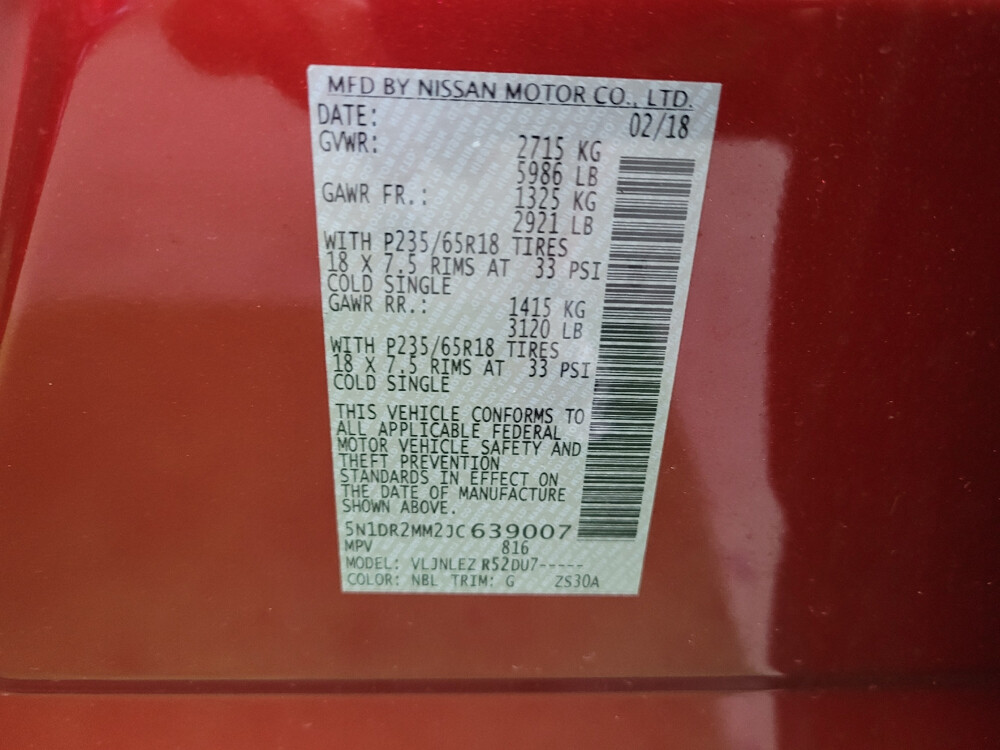 MFD BY NISSAN MOTOR CO., LTD.
DATE: 02/18
GVWR: 2715 KG
5986 LB
GAWR FR.: 1325 KG
2921 LB
WITH P235/65R18 TIRES
18 X 7.5 RIMS AT 33 PSI
COLD SINGLE
GAWR RR.: 1415 KG
3120 LB
WITH P235/65R18 TIRES
18 X 7.5 RIMS AT 33 PSI
COLD SINGLE
THIS VEHICLE CONFORMS TO
ALL APPLICABLE FEDERAL
MOTOR VEHICLE SAFETY AND
THEFT PREVENTION
STANDARDS IN EFFECT ON
THE DATE OF MANUFACTURE
SHOWN ABOVE.
5N1DR2MM2JC639007
MPV 816
MODEL: VLJNLEZ R52DU7-----
COLOR: NBL TRIM: G ZS30A